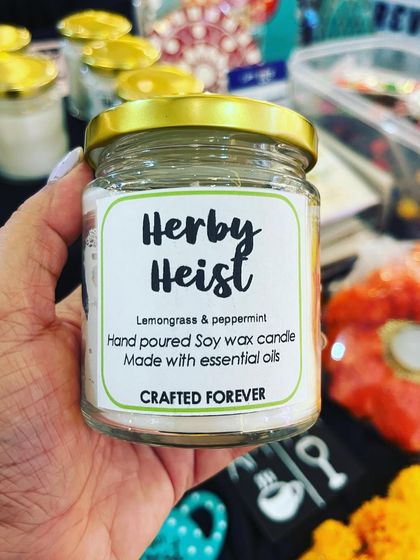 Herby
Heist
Lemongrass & peppermint
Hand poured Soy wax candle
Made with essential oils
CRAFTED FOREVER